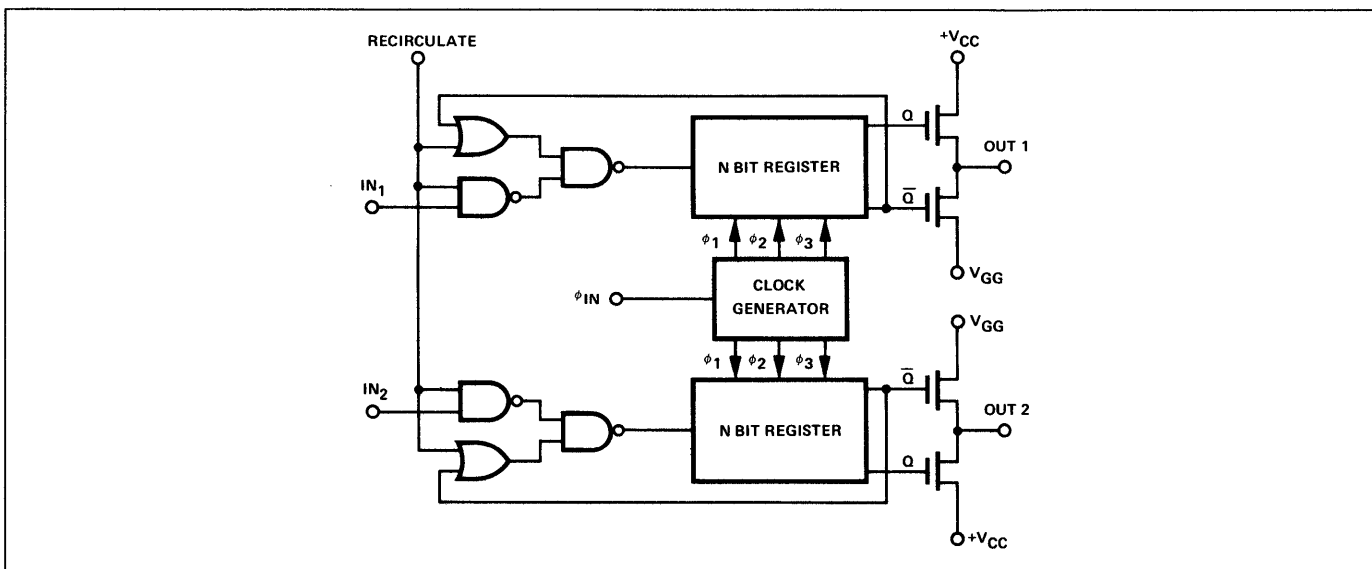 RECIRCULATE
+VCC
Q
OUT 1
N BIT REGISTER
IN1
Q̅
ϕ1 ϕ2 ϕ3
VGG
CLOCK
GENERATOR
ϕIN
VGG
ϕ1 ϕ2 ϕ3
Q̅
IN2
OUT 2
N BIT REGISTER
Q
+VCC